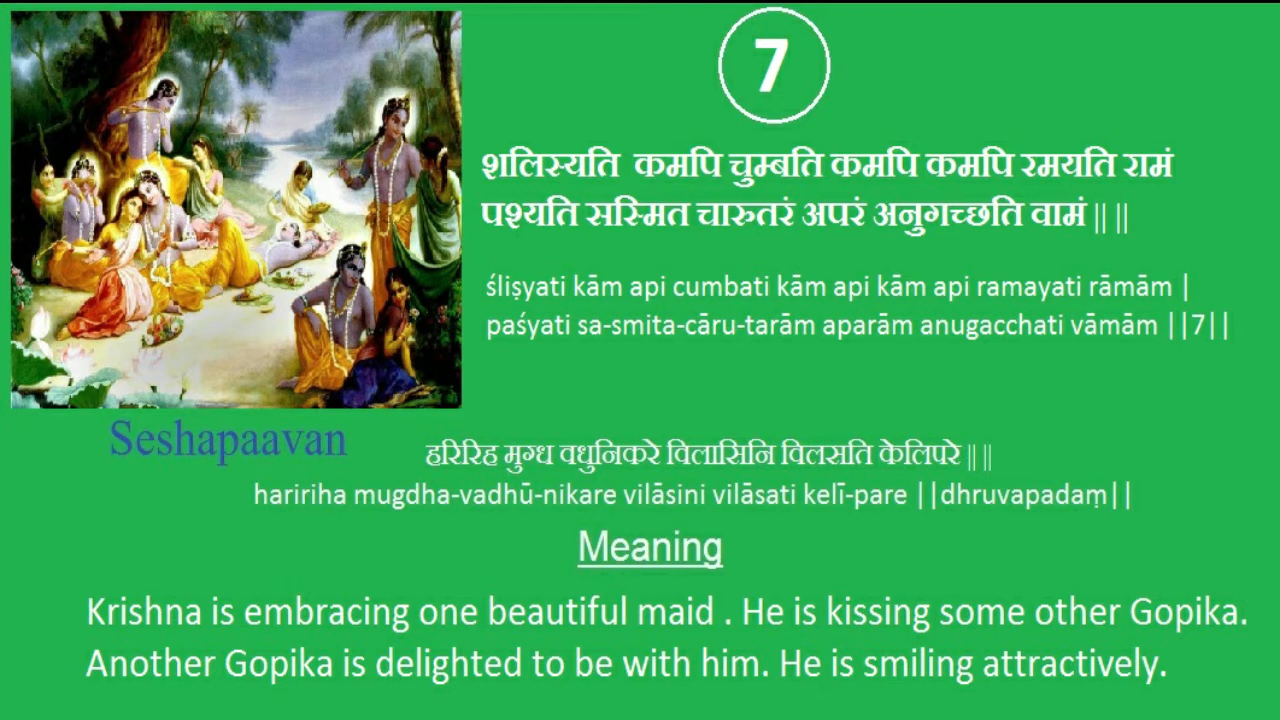 7
शलिस्यति कमपि चुम्बति कमपि कमपि रमयति रामं
पश्यति सस्मित चारुतरं अपरं अनुगच्छति वामं || ||
śliṣyati kām api cumbati kām api kām api ramayati rāmām |
paśyati sa-smita-cāru-tarām aparām anugacchati vāmām ||7||
Seshapaavan
हरिरिह मुग्ध वधुनिकरे विलासिनि विलसति केलिपरे || ||
haririha mugdha-vadhū-nikare vilāsini vilāsati kelī-pare ||dhruvapadaṃ||
Meaning
Krishna is embracing one beautiful maid . He is kissing some other Gopika.
Another Gopika is delighted to be with him. He is smiling attractively.